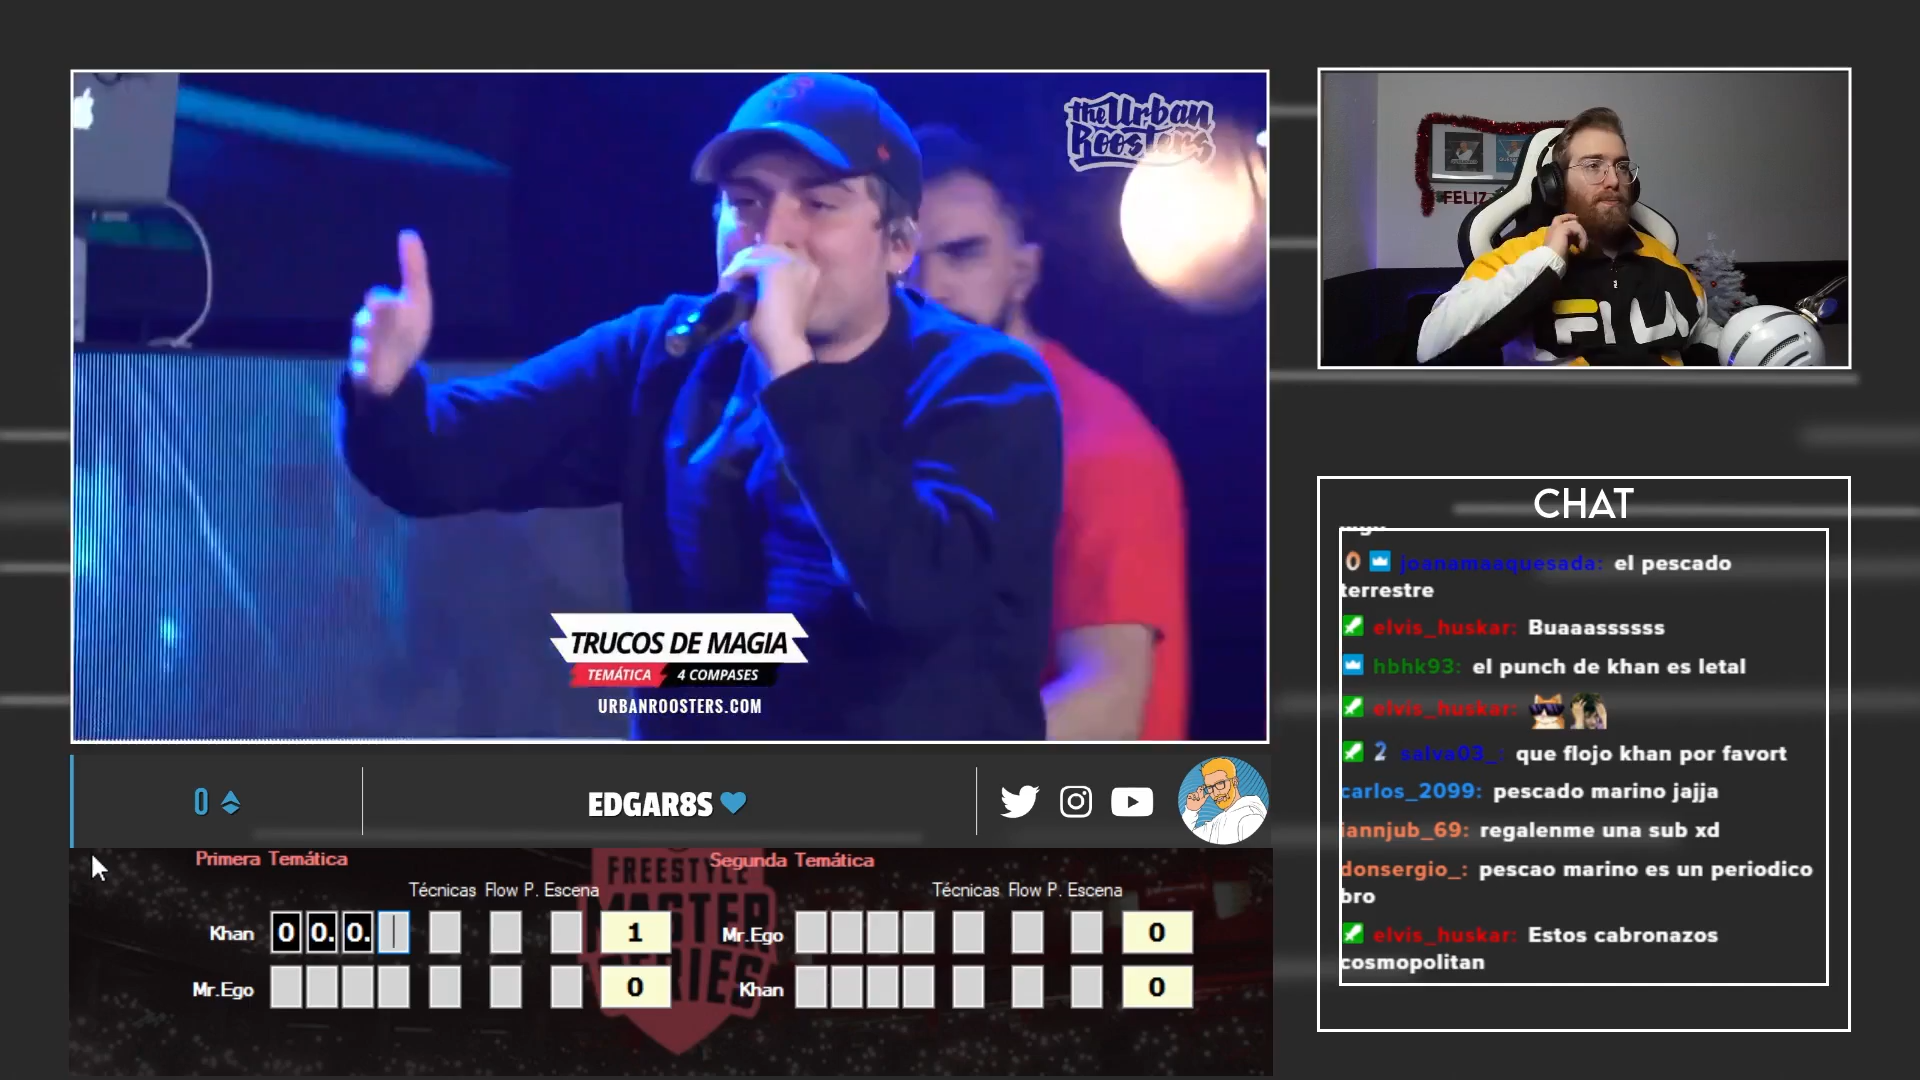 the Urban
Roosters
FELIZ
FILA
TRUCOS DE MAGIA
TEMÁTICA 4 COMPASES
URBANROOSTERS.COM
CHAT
joanamaaquesada: el pescado
terrestre
elvis_huskar: Buaaassssss
hbhk93: el punch de khan es letal
elvis_huskar:
2 salva03_: que flojo khan por favort
carlos_2099: pescado marino jajja
iannjub_69: regalenme una sub xd
donsergio_: pescao marino es un periodico
bro
elvis_huskar: Estos cabronazos
cosmopolitan
0
EDGAR8S
Primera Temática
Segunda Temática
FREESTYLE
MASTER
SERIES
Técnicas Flow P. Escena
Técnicas Flow P. Escena
Khan 0 0. 0. 1
Mr.Ego 0
Mr.Ego 0
Khan 0